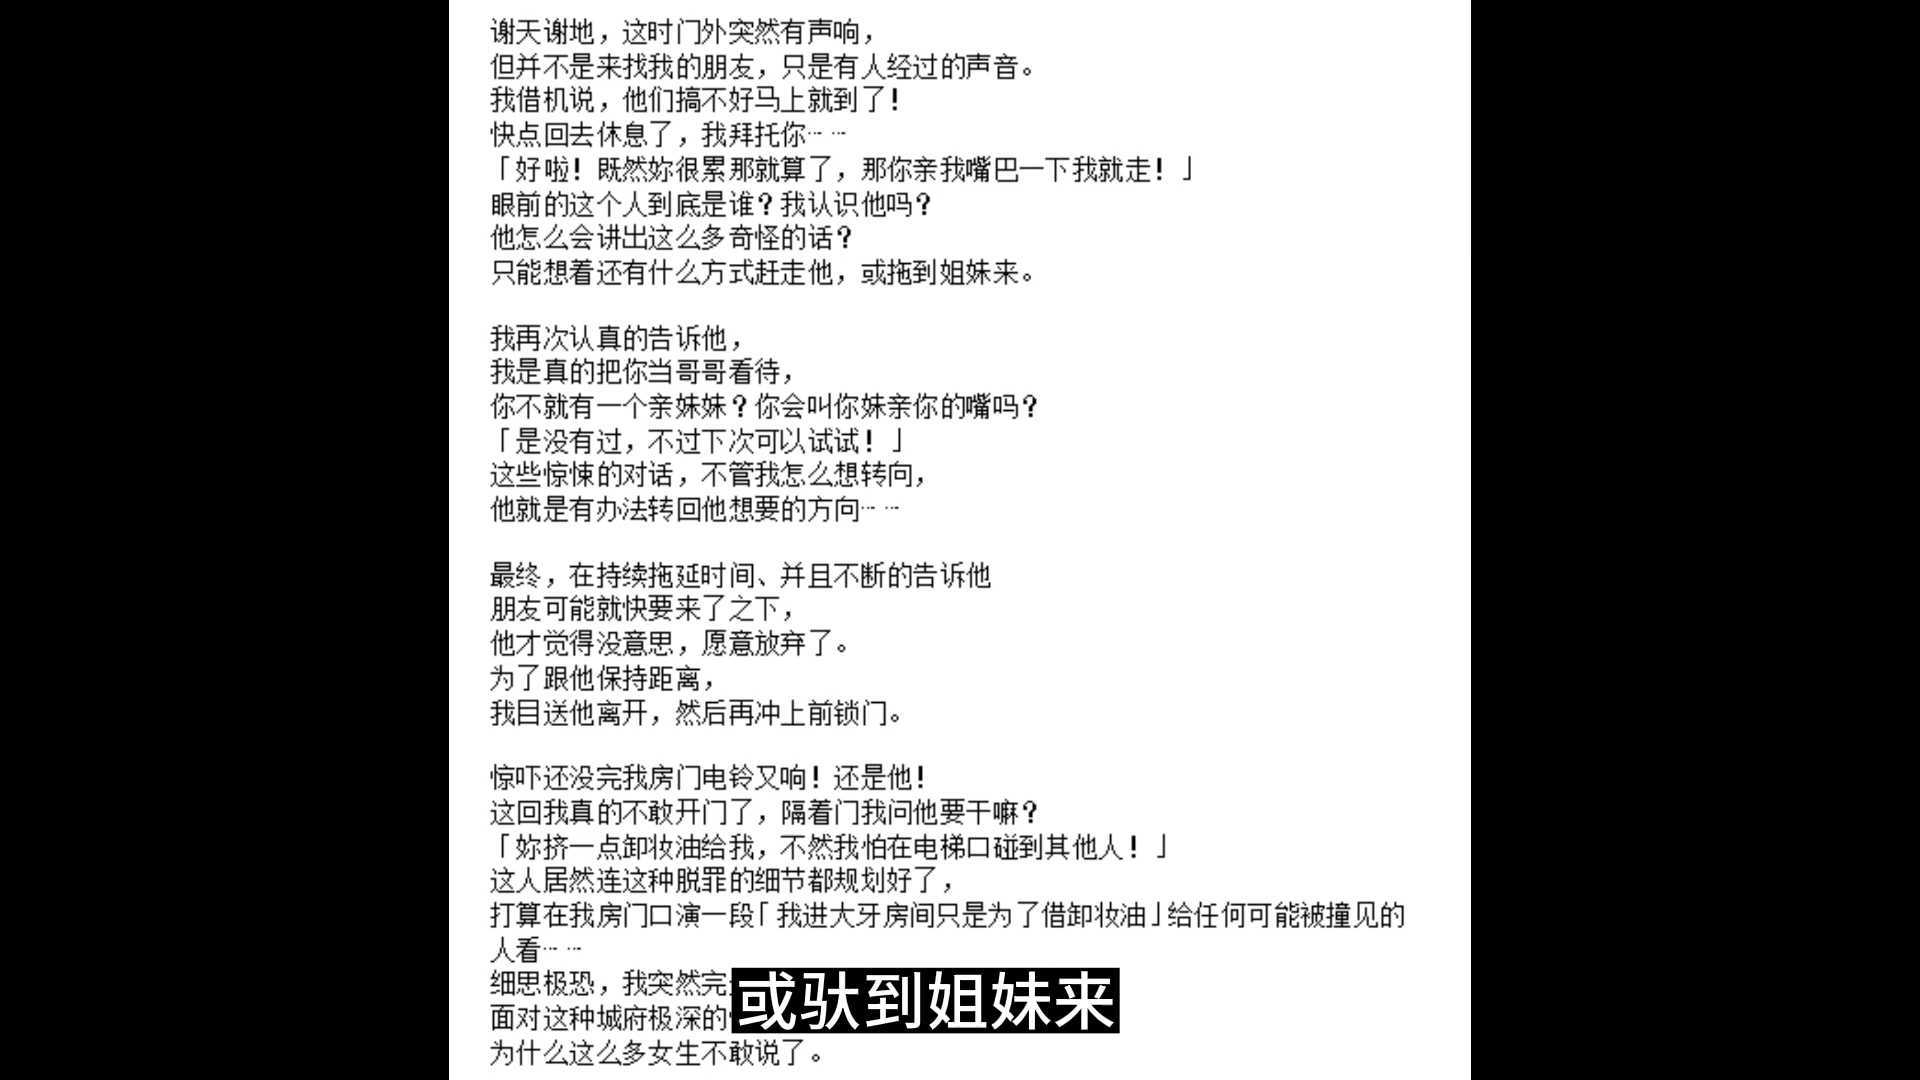 谢天谢地，这时门外突然有声响，
但并不是来找我的朋友，只是有人经过的声音。
我借机说，他们搞不好马上就到了！
快点回去休息了，我拜托你……
「好啦！既然妳很累那就算了，那你亲我嘴巴一下我就走！」
眼前的这个人到底是谁？我认识他吗？
他怎么会讲出这么多奇怪的话？
只能想着还有什么方式赶走他，或拖到姐妹来。
我再次认真的告诉他，
我是真的把你当哥哥看待，
你不就有一个亲妹妹？你会叫你妹亲你的嘴吗？
「是没有过，不过下次可以试试！」
这些惊悚的对话，不管我怎么想转向，
他就是有办法转回他想要的方向……
最终，在持续拖延时间、并且不断的告诉他
朋友可能就快要来了之下，
他才觉得没意思，愿意放弃了。
为了跟他保持距离，
我目送他离开，然后再冲上前锁门。
惊吓还没完我房门电铃又响！还是他！
这回我真的不敢开门了，隔着门我问他要干嘛？
「妳挤一点卸妆油给我，不然我怕在电梯口碰到其他人！」
这人居然连这种脱罪的细节都规划好了，
打算在我房门口演一段「我进大牙房间只是为了借卸妆油」给任何可能被撞见的
人看……
细思极恐，我突然完
面对这种城府极深的
为什么这么多女生不敢说了。
或驮到姐妹来